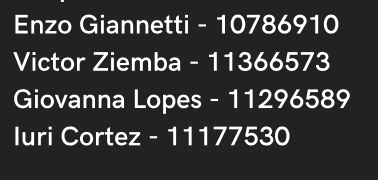 Enzo Giannetti - 10786910
Victor Ziemba - 11366573
Giovanna Lopes - 11296589
Iuri Cortez - 11177530